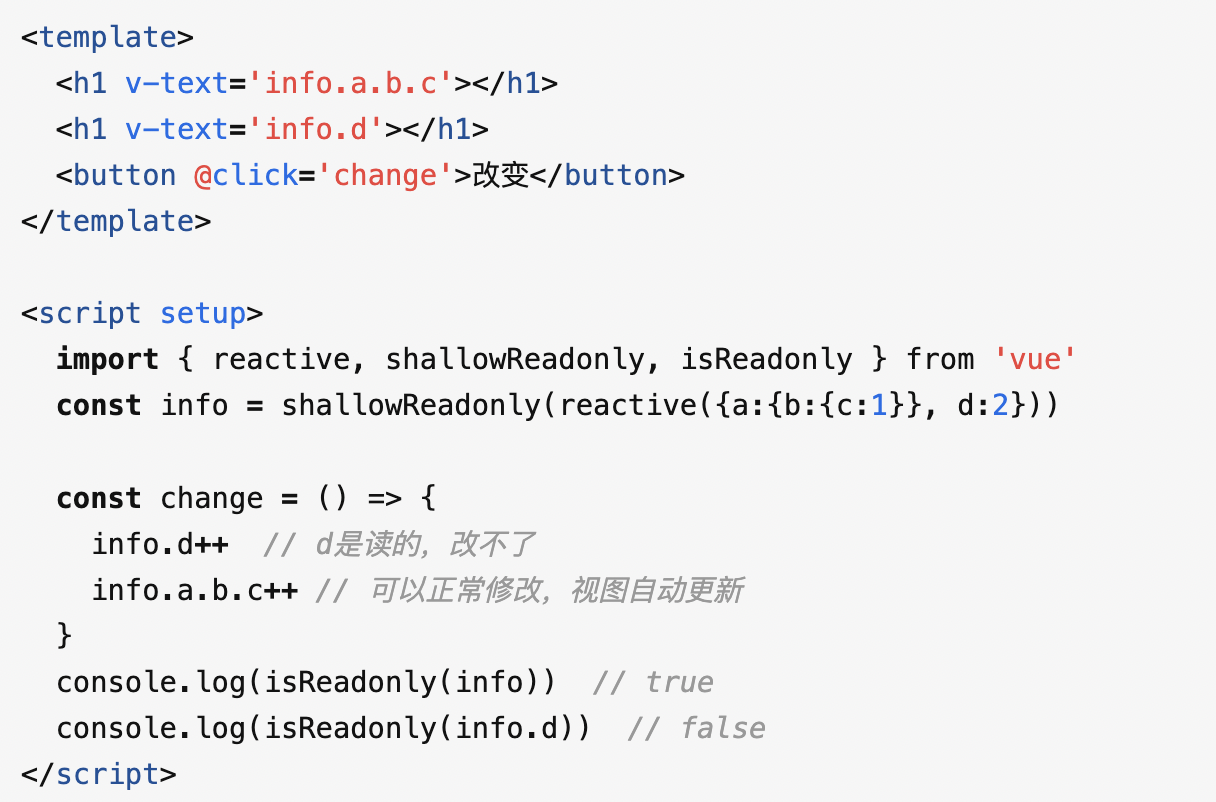 <template>
  <h1 v-text='info.a.b.c'></h1>
  <h1 v-text='info.d'></h1>
  <button @click='change'>改变</button>
</template>

<script setup>
  import { reactive, shallowReadonly, isReadonly } from 'vue'
  const info = shallowReadonly(reactive({a:{b:{c:1}}, d:2}))

  const change = () => {
    info.d++  // d是读的，改不了
    info.a.b.c++ // 可以正常修改，视图自动更新
  }
  console.log(isReadonly(info))  // true
  console.log(isReadonly(info.d))  // false
</script>